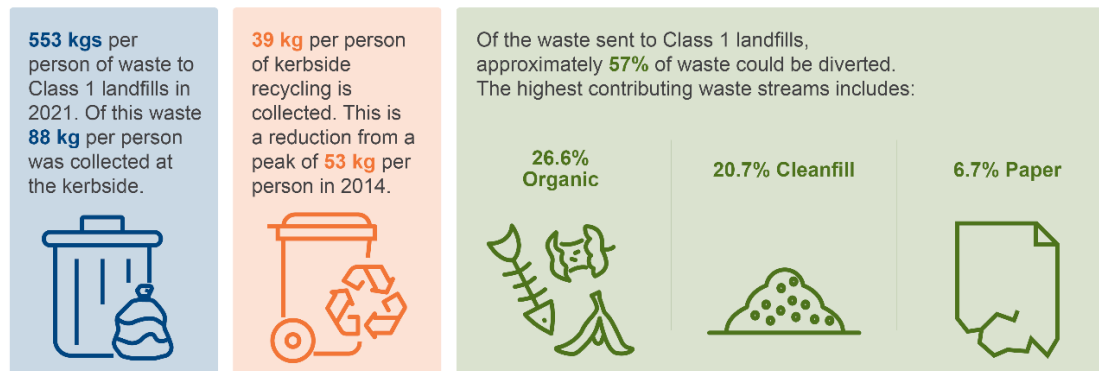 553 kgs per
person of waste to
Class 1 landfills in
2021. Of this waste
88 kg per person
was collected at
the kerbside.
39 kg per person
of kerbside
recycling is
collected. This is
a reduction from a
peak of 53 kg per
person in 2014.
Of the waste sent to Class 1 landfills,
approximately 57% of waste could be diverted.
The highest contributing waste streams includes:
26.6%
Organic
20.7% Cleanfill
6.7% Paper